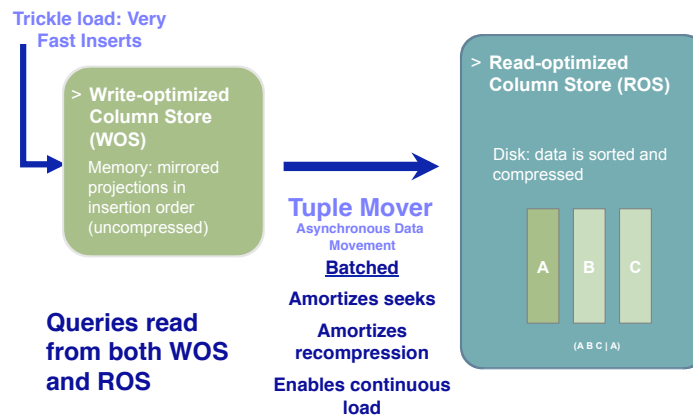 Trickle load: Very
Fast Inserts
> Write-optimized
Column Store
(WOS)
Memory: mirrored
projections in
insertion order
(uncompressed)
Tuple Mover
Asynchronous Data
Movement
Batched
Amortizes seeks
Amortizes
recompression
Enables continuous
load
> Read-optimized
Column Store (ROS)
Disk: data is sorted and
compressed
A B C
(A B C | A)
Queries read
from both WOS
and ROS